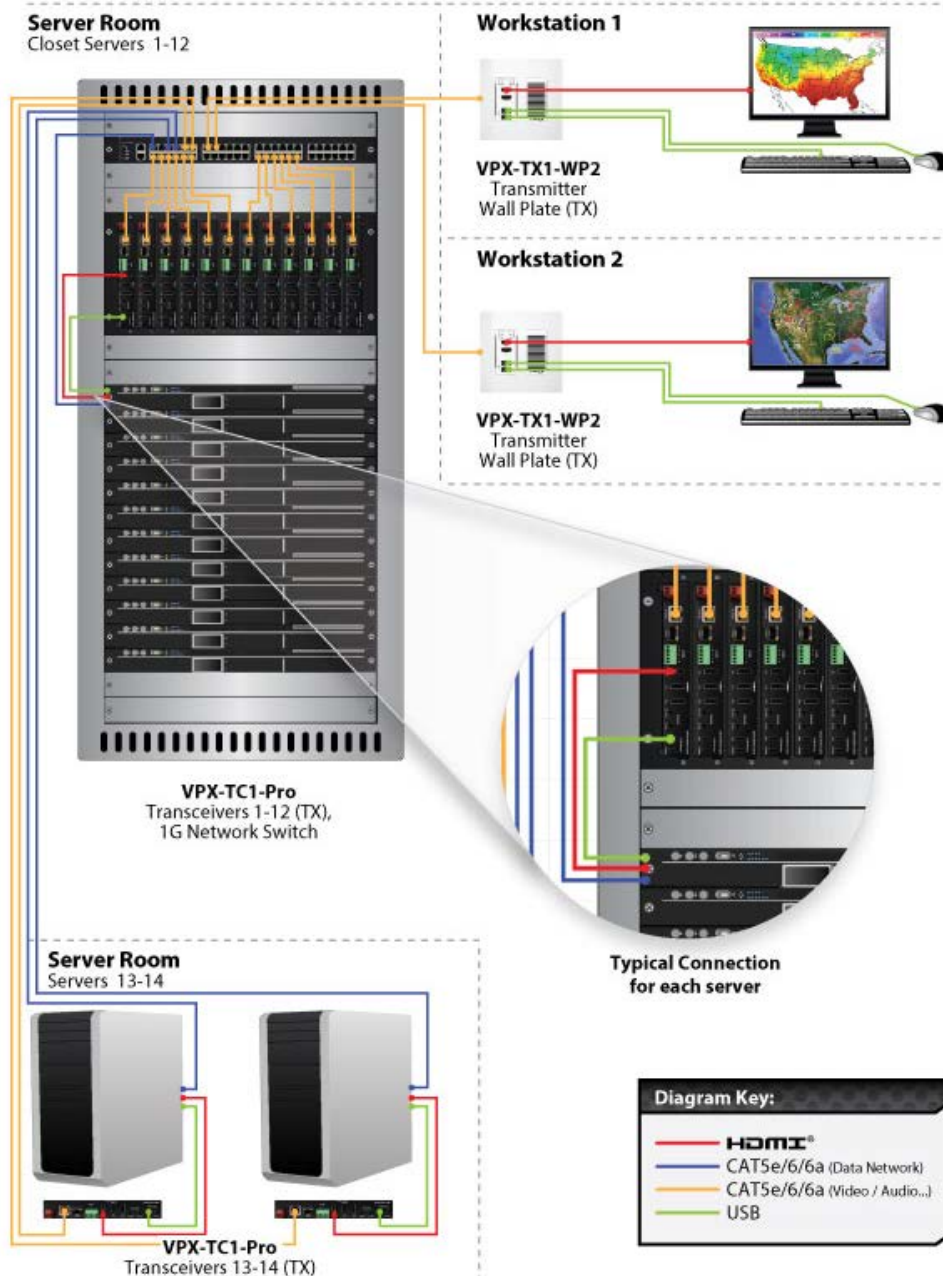 Server Room
Closet Servers 1-12
Workstation 1
VPX-TX1-WP2
Transmitter
Wall Plate (TX)
Workstation 2
VPX-TX1-WP2
Transmitter
Wall Plate (TX)
VPX-TC1-Pro
Transceivers 1-12 (TX),
1G Network Switch
Typical Connection
for each server
Server Room
Servers 13-14
VPX-TC1-Pro
Transceivers 13-14 (TX)
Diagram Key:
HDMI®
CAT5e/6/6a (Data Network)
CAT5e/6/6a (Video / Audio...)
USB